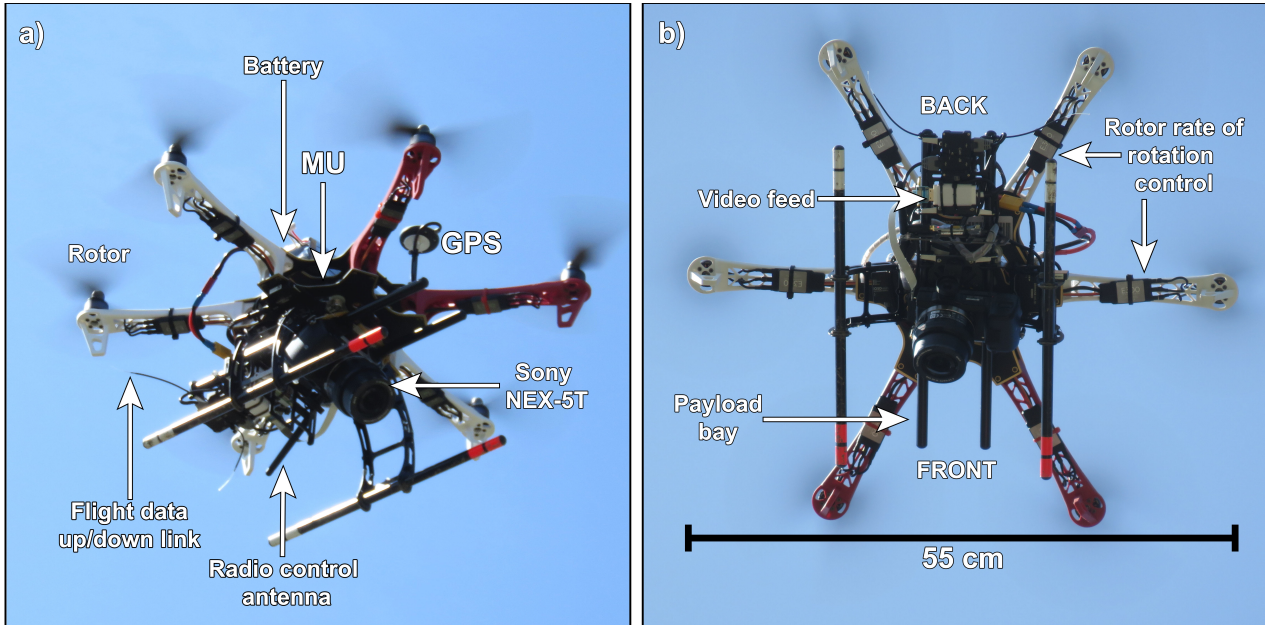 a)
Battery
MU
GPS
Rotor
Sony
NEX-5T
Flight data
up/down link
Radio control
antenna
b)
BACK
Rotor rate of
rotation
control
Video feed
Payload
bay
FRONT
55 cm